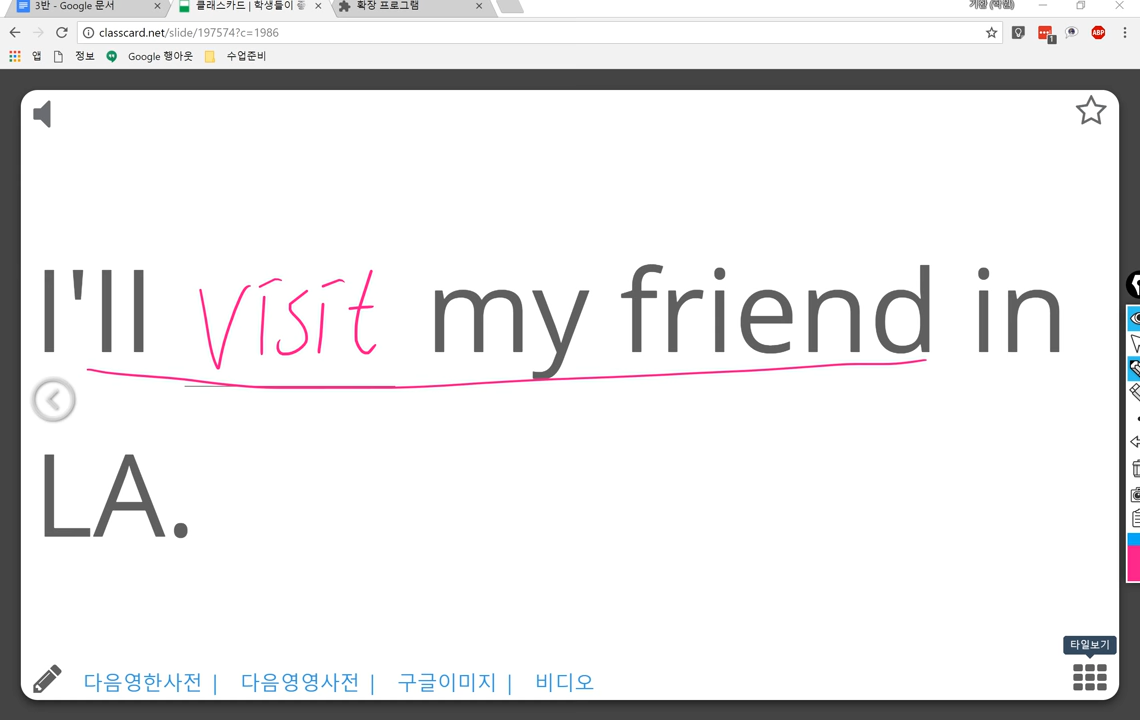 3반 - Google 문서
클래스카드 | 학생들이 좋
확장 프로그램
classcard.net/slide/197574?c=1986
1
ABP
앱 정보 Google 행아웃 수업준비
I'll visit my friend in
LA.
타일보기
다음영한사전 | 다음영영사전 | 구글이미지 | 비디오